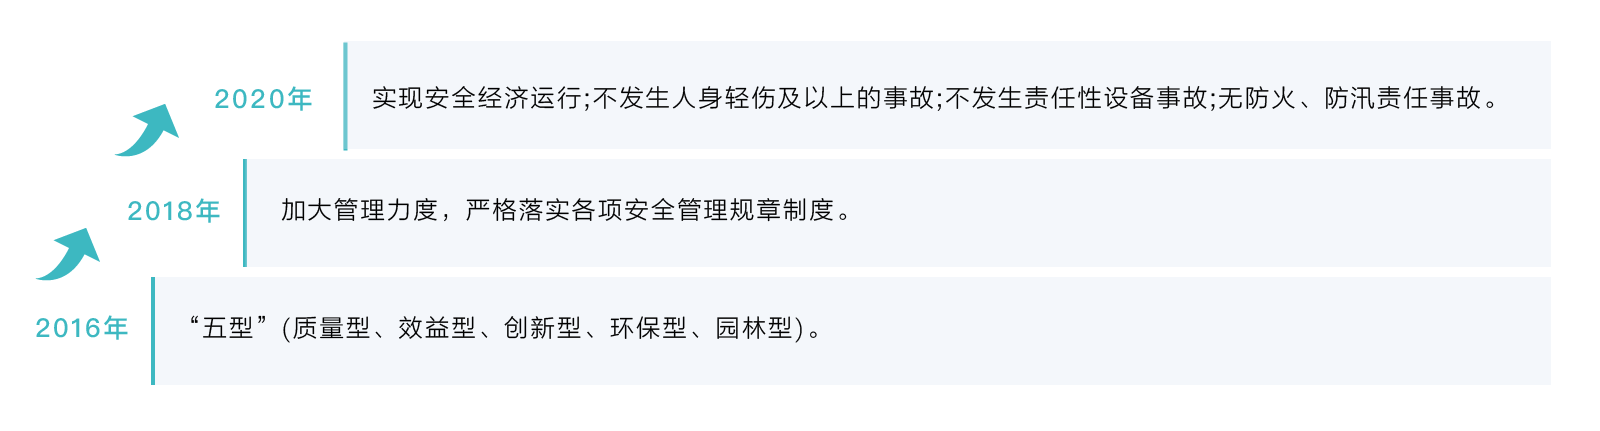 2020年
实现安全经济运行;不发生人身轻伤及以上的事故;不发生责任性设备事故;无防火、防汛责任事故。
2018年
加大管理力度，严格落实各项安全管理规章制度。
2016年
“五型”(质量型、效益型、创新型、环保型、园林型)。